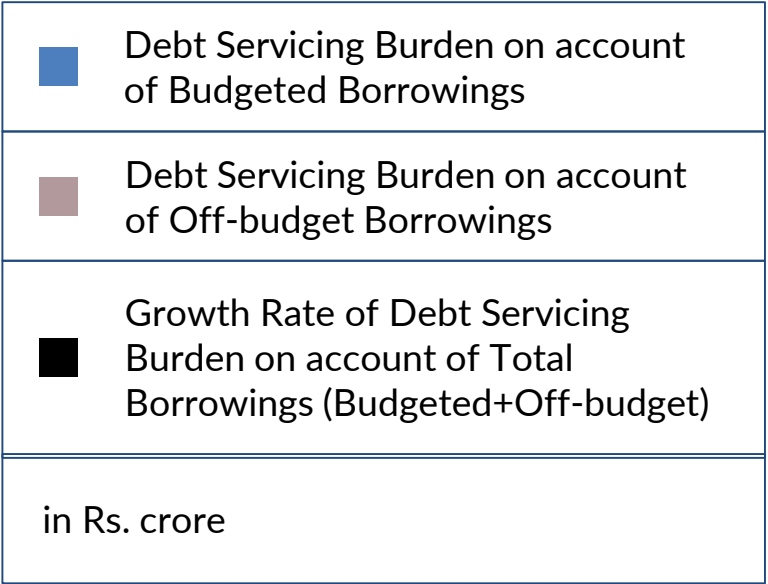 Debt Servicing Burden on account
of Budgeted Borrowings
Debt Servicing Burden on account
of Off-budget Borrowings
Growth Rate of Debt Servicing
Burden on account of Total
Borrowings (Budgeted+Off-budget)
in Rs. crore